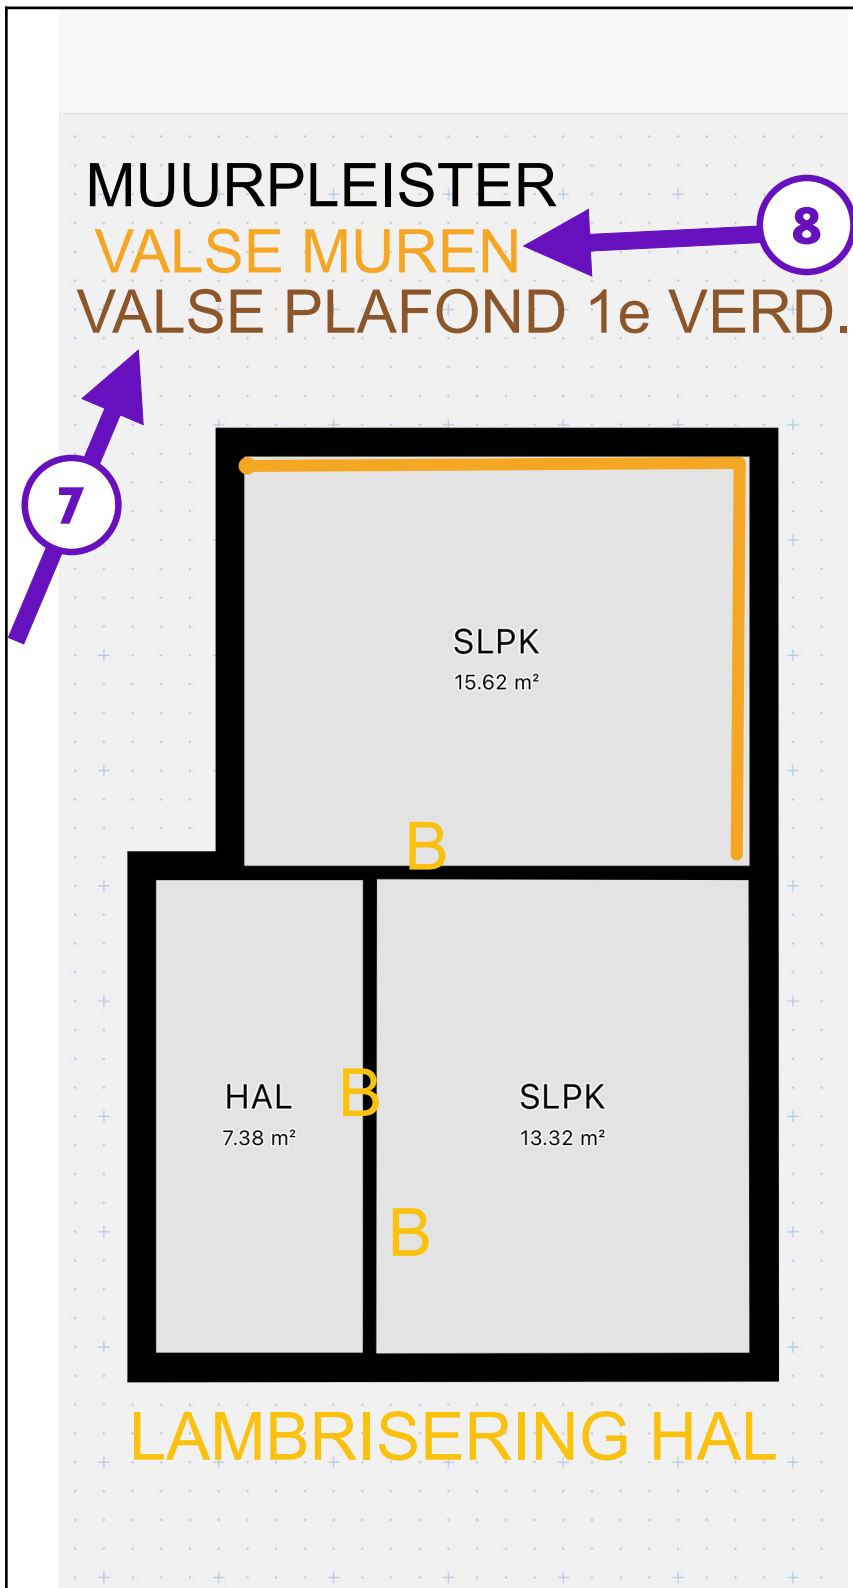 MUURPLEISTER
VALSE MUREN
8
VALSE PLAFOND 1e VERD.
7
SLPK
15.62 m²
B
HAL
7.38 m²
B
SLPK
13.32 m²
B
LAMBRISERING HAL